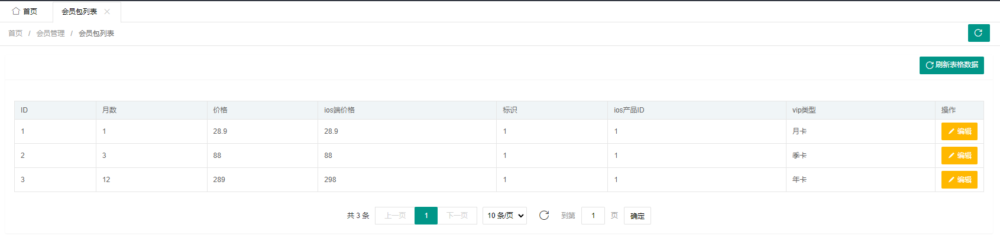 首页 会员包列表
首页 / 会员管理 / 会员包列表
刷新表格数据
ID 月数 价格 ios端价格 标识 ios产品ID vip类型 操作
1 1 28.9 28.9 1 1 月卡 编辑
2 3 88 88 1 1 季卡 编辑
3 12 289 298 1 1 年卡 编辑
共 3 条 上一页 1 下一页 10 条/页 到第 1 页 确定